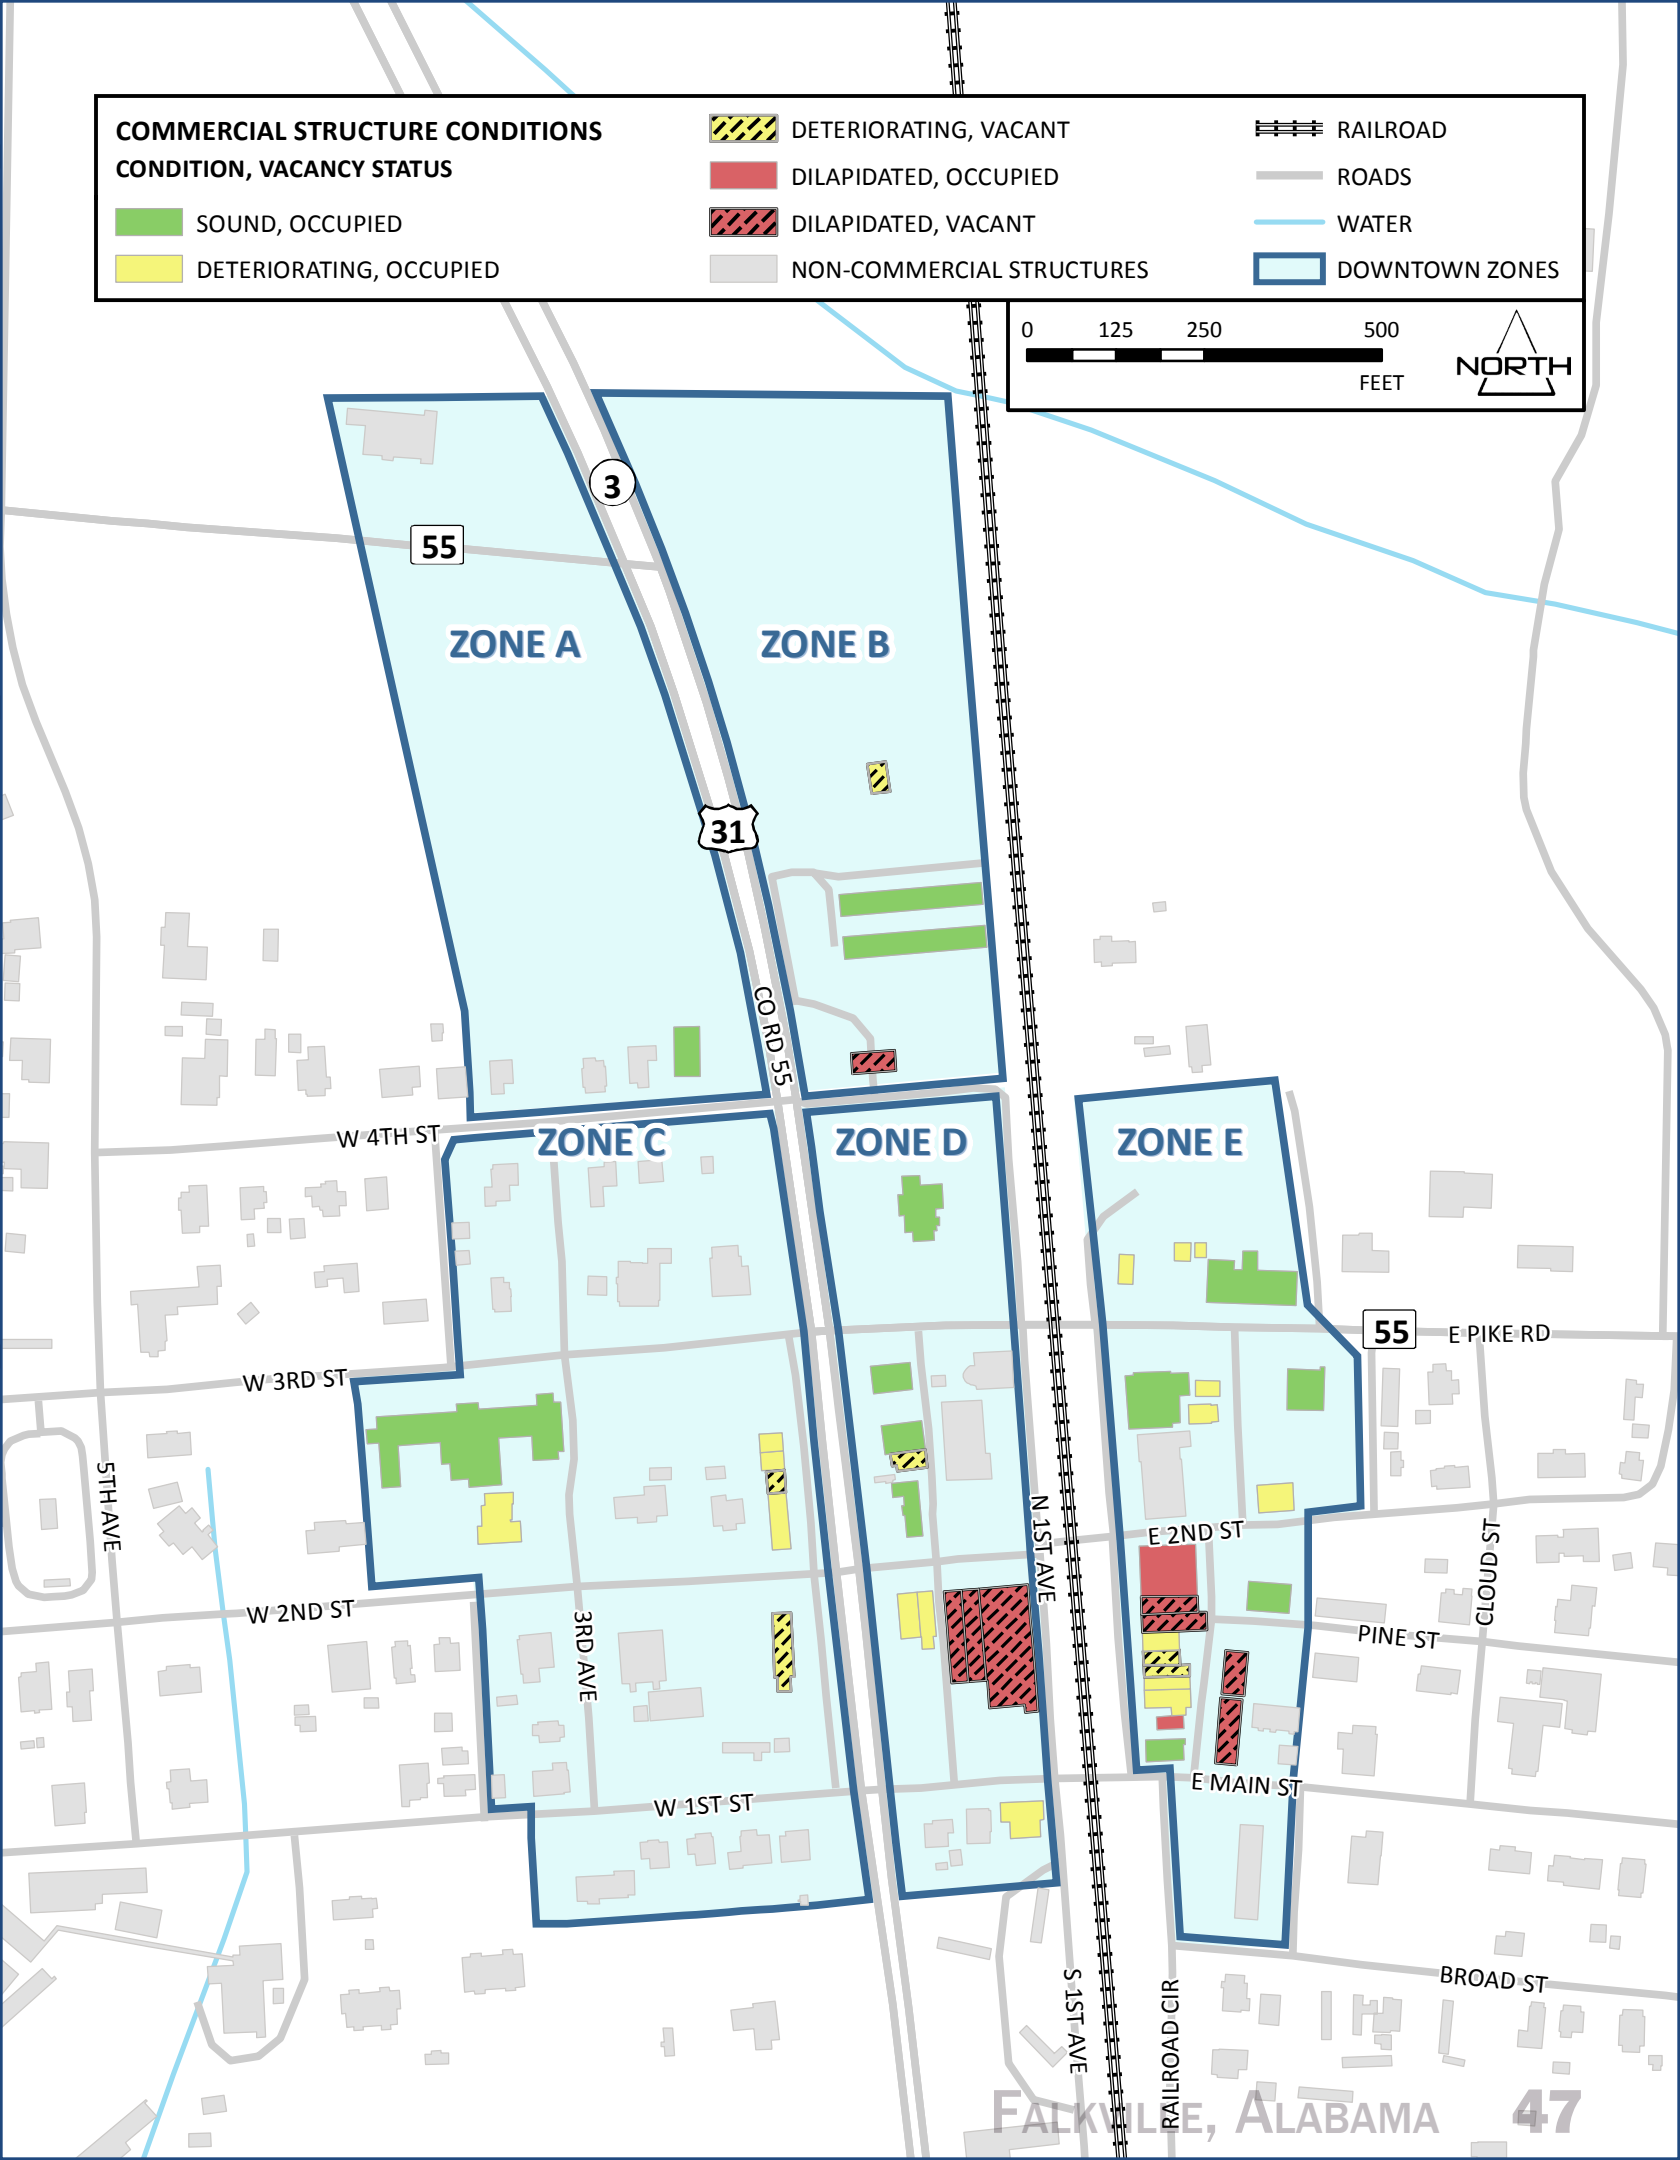 COMMERCIAL STRUCTURE CONDITIONS
CONDITION, VACANCY STATUS
SOUND, OCCUPIED
DETERIORATING, OCCUPIED
DETERIORATING, VACANT
DILAPIDATED, OCCUPIED
DILAPIDATED, VACANT
NON-COMMERCIAL STRUCTURES
RAILROAD
ROADS
WATER
DOWNTOWN ZONES
0 125 250 500
FEET
NORTH
3
55
ZONE A
ZONE B
31
CO RD 55
W 4TH ST
ZONE C
ZONE D
ZONE E
55
E PIKE RD
W 3RD ST
5TH AVE
N 1ST AVE
E 2ND ST
CLOUD ST
W 2ND ST
3RD AVE
PINE ST
E MAIN ST
W 1ST ST
BROAD ST
S 1ST AVE
RAILROAD CIR
FALKVILLE, ALABAMA 47